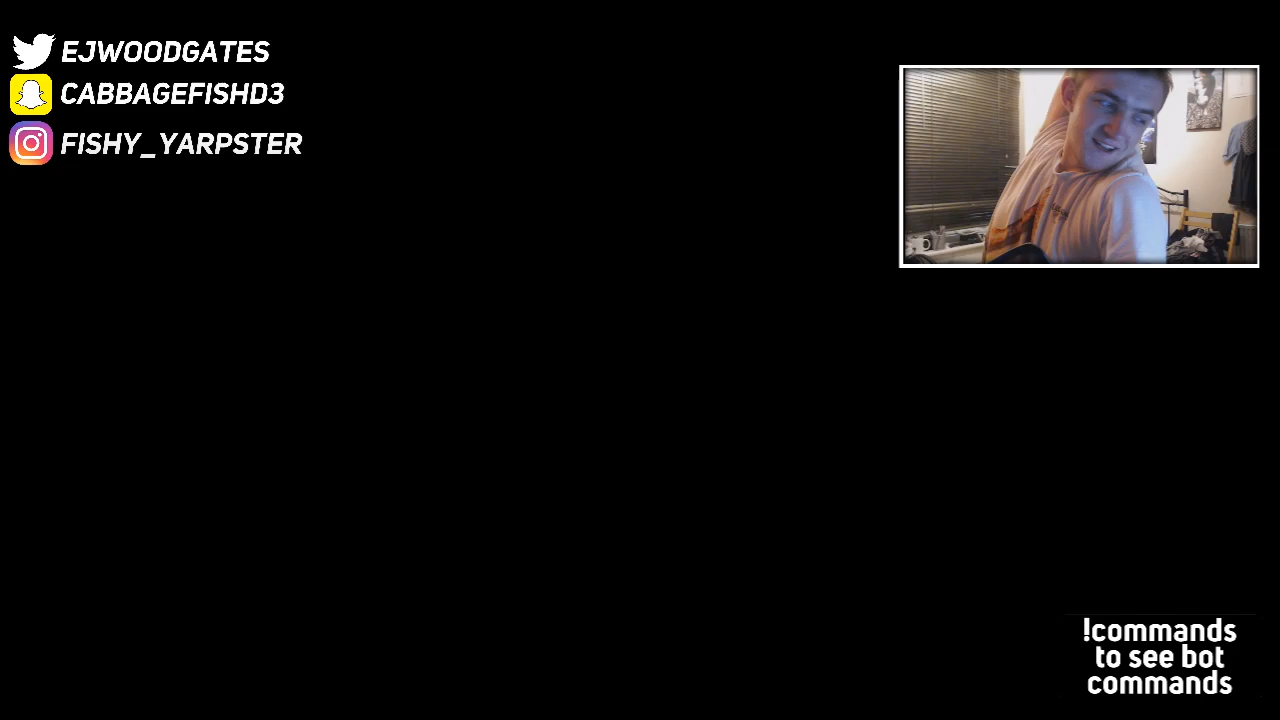 EJWOODGATES
CABBAGEFISHD3
FISHY_YARPSTER
!commands
to see bot
commands